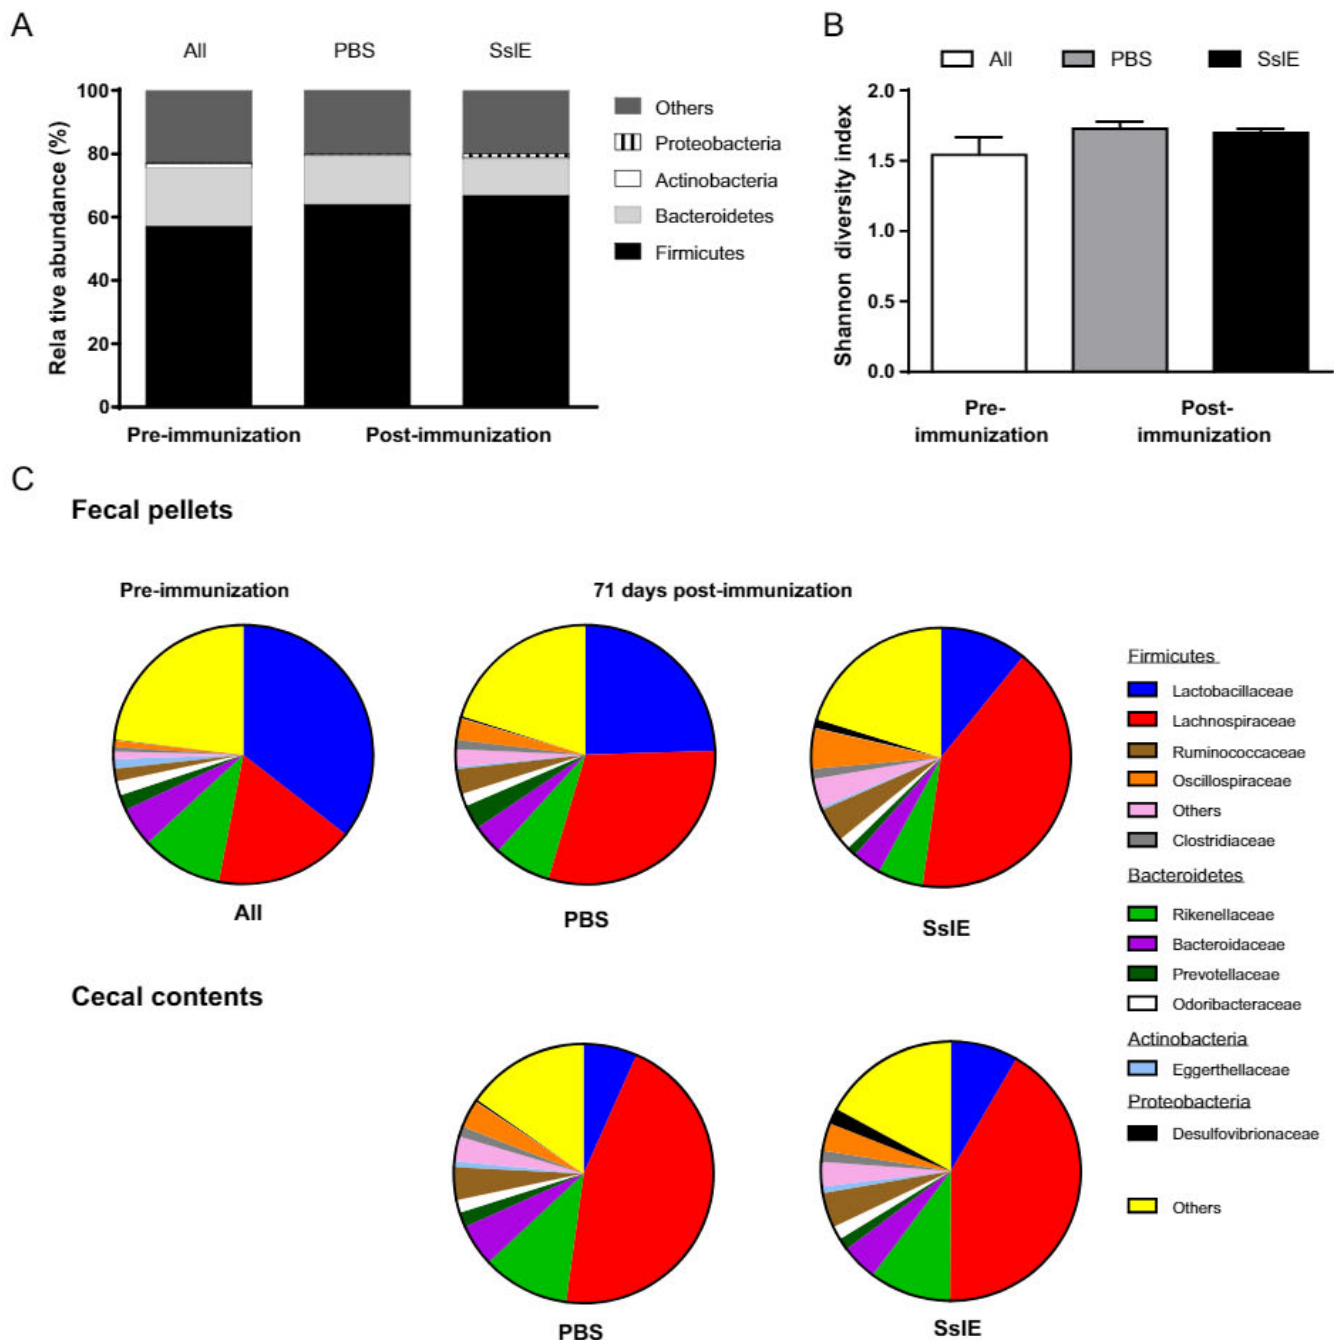 A
All PBS SslE
100
80
60
40
20
0
Rela tive abundance (%)
Pre-immunization Post-immunization
Others
Proteobacteria
Actinobacteria
Bacteroidetes
Firmicutes
B
All PBS SslE
2.0
1.5
1.0
0.5
0.0
Shannon diversity index
Pre-
immunization
Post-
immunization
C
Fecal pellets
Pre-immunization 71 days post-immunization
All PBS SslE
Cecal contents
PBS SslE
Firmicutes
Lactobacillaceae
Lachnospiraceae
Ruminococcaceae
Oscillospiraceae
Others
Clostridiaceae
Bacteroidetes
Rikenellaceae
Bacteroidaceae
Prevotellaceae
Odoribacteraceae
Actinobacteria
Eggerthellaceae
Proteobacteria
Desulfovibrionaceae
Others